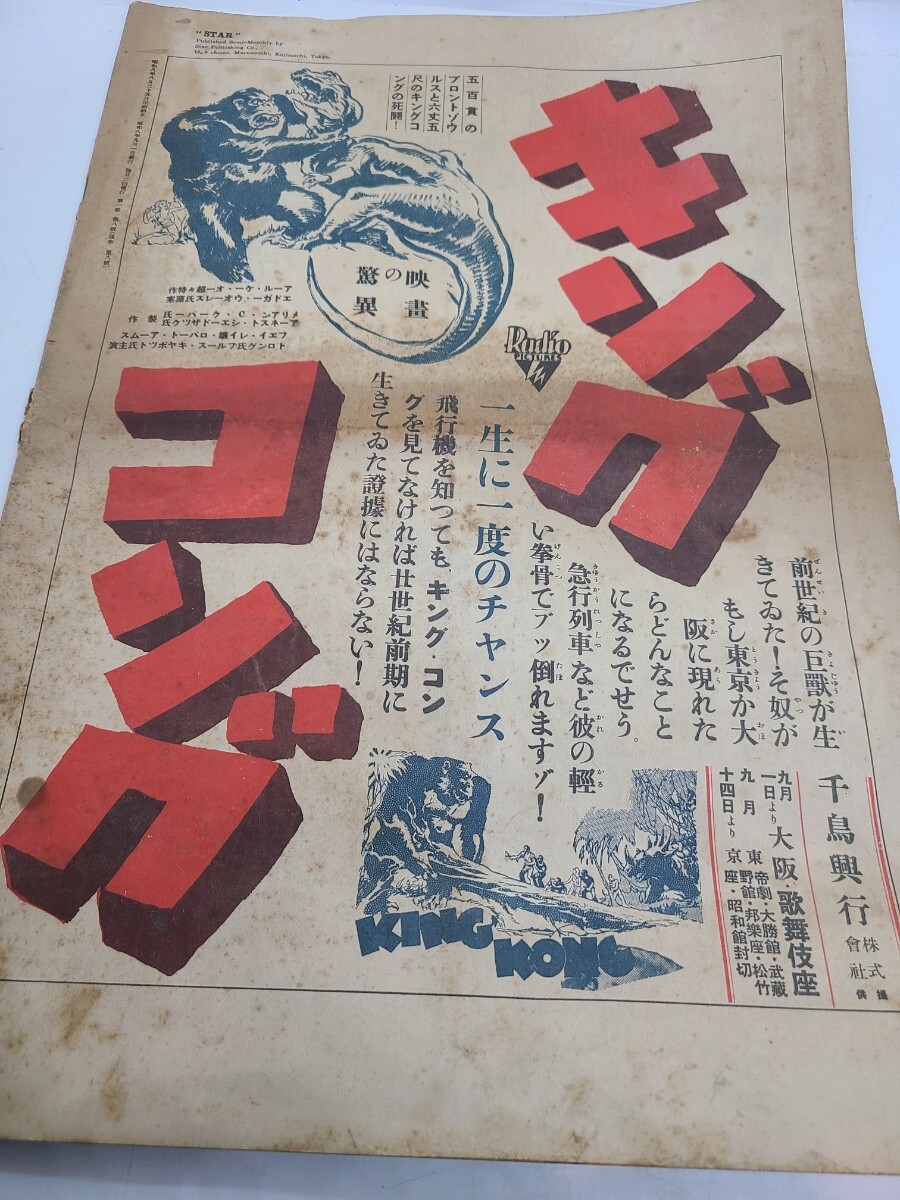 "STAR"
Published Semi-Monthly by
Star Publishing Co.,
Marunouchi, Kojimachi, Tokyo.
キング
コング
五百貫の
ブロントゾウ
ルスと六丈五
尺のキングコ
ングの死鬪!
映畫
の
驚異
アール・ケー・オー超々特作
エドガー・ウオーレス氏原案
メリアン・C・クーパー氏
アーネスト・シエードザツク氏
製作
フエイ・レイ孃・ロバート・アームス
トロング氏・ブルース・キヤボツト氏主演
Radio
PICTURES
前世紀の巨獸が生
きてゐた!そ奴が
もし東京か大
阪に現れた
らどんなこと
になるでせう。
急行列車など彼の輕
い拳骨でブッ倒れますゾ!
一生に一度のチャンス
飛行機を知つても、キング・コン
グを見てなければ廿世紀前期に
生きてゐた證據にはならない!
KING
KONG
千鳥興行株式會社
提供
九月一日より 大阪・歌舞伎座
九月十四日より 東京
帝劇・大勝館・武藏
野館・邦樂座・松竹
座・昭和館封切